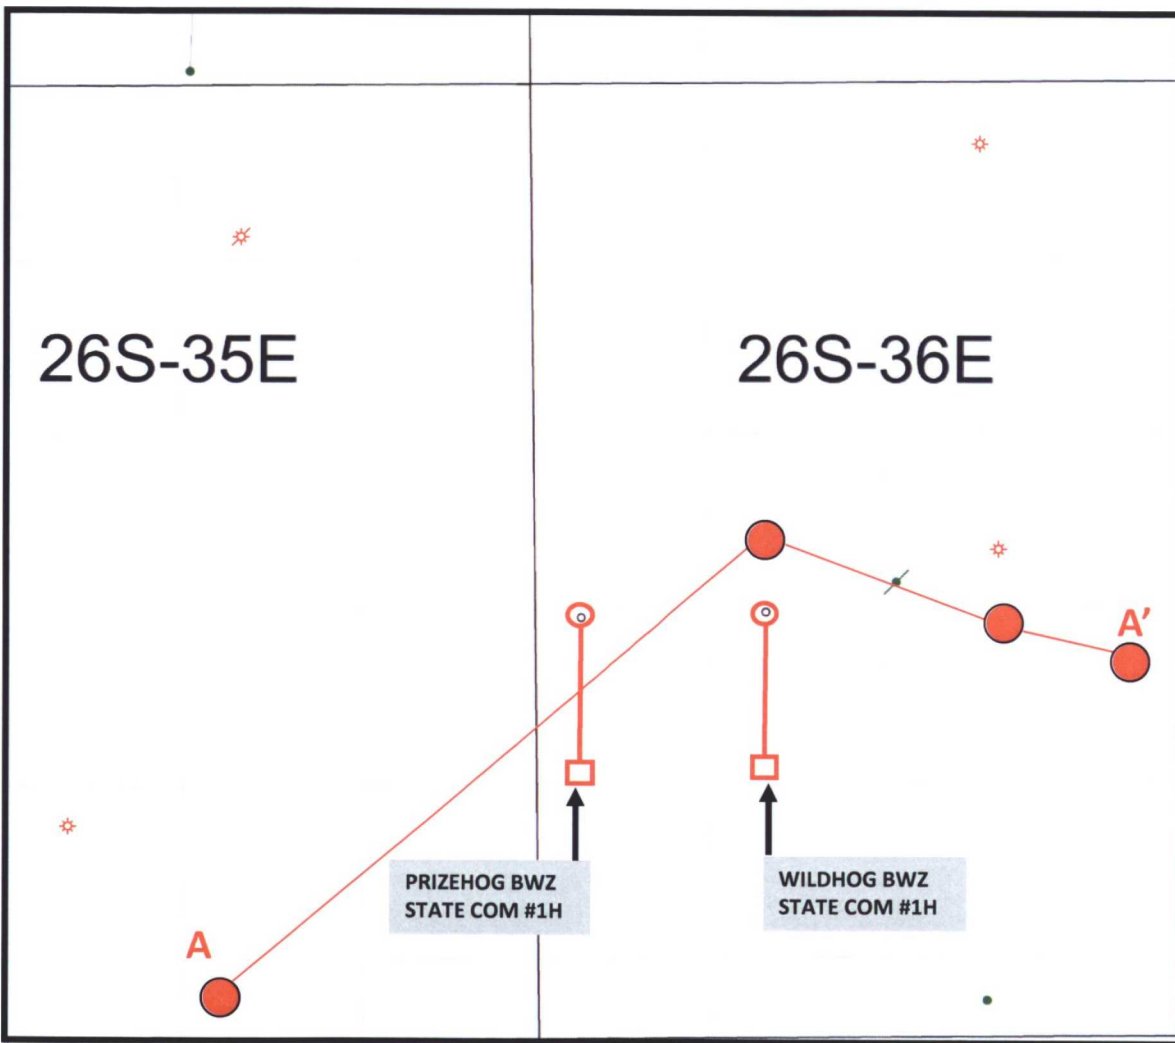 26S-35E
26S-36E
A'
PRIZEHOG BWZ
STATE COM #1H
WILDHOG BWZ
STATE COM #1H
A